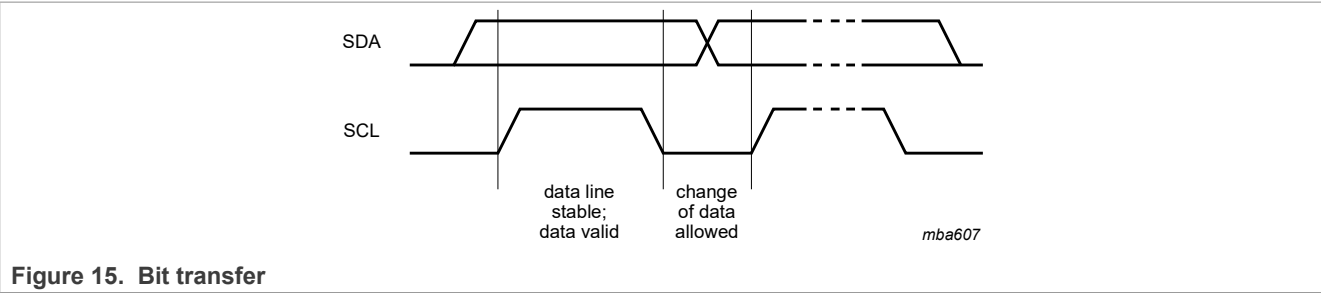 SDA
SCL
data line
stable;
data valid
change
of data
allowed
mba607
Figure 15. Bit transfer